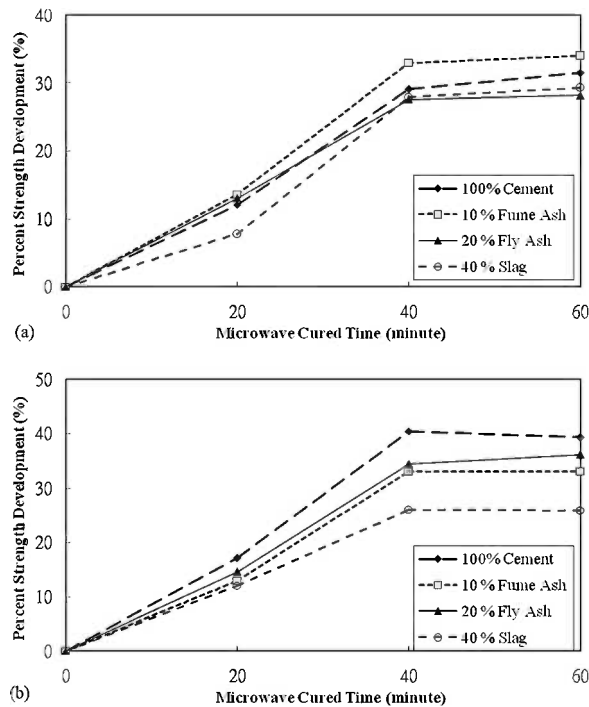 40
30
20
10
0
Percent Strength Development (%)
100% Cement
10% Fume Ash
20% Fly Ash
40% Slag
0
20
40
60
(a)
Microwave Cured Time (minute)
50
40
30
20
10
0
Percent Strength Development (%)
100% Cement
10% Fume Ash
20% Fly Ash
40% Slag
0
20
40
60
(b)
Microwave Cured Time (minute)